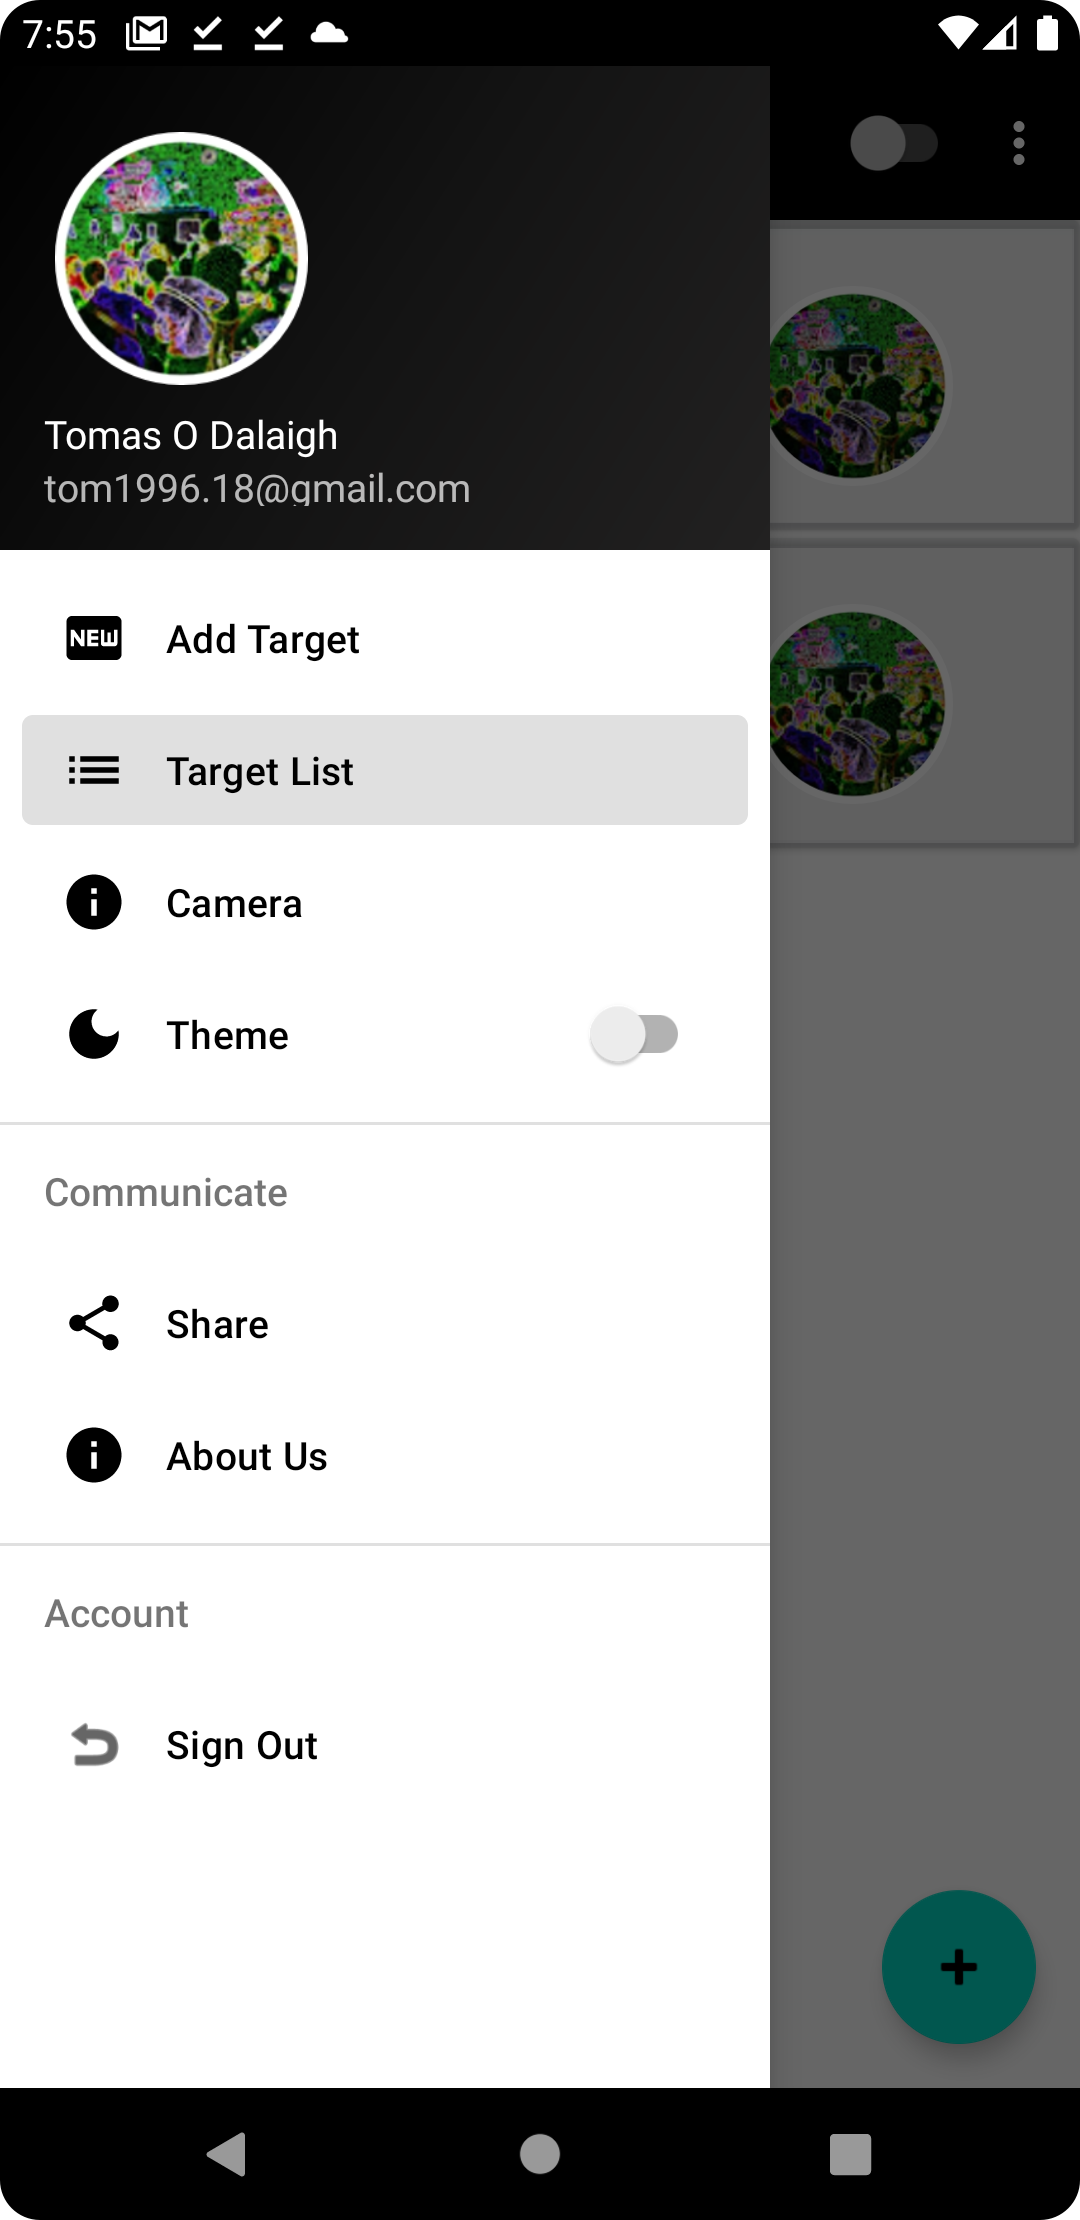 7:55
Tomas O Dalaigh
tom1996.18@gmail.com
NEW Add Target
Target List
Camera
Theme
Communicate
Share
About Us
Account
Sign Out